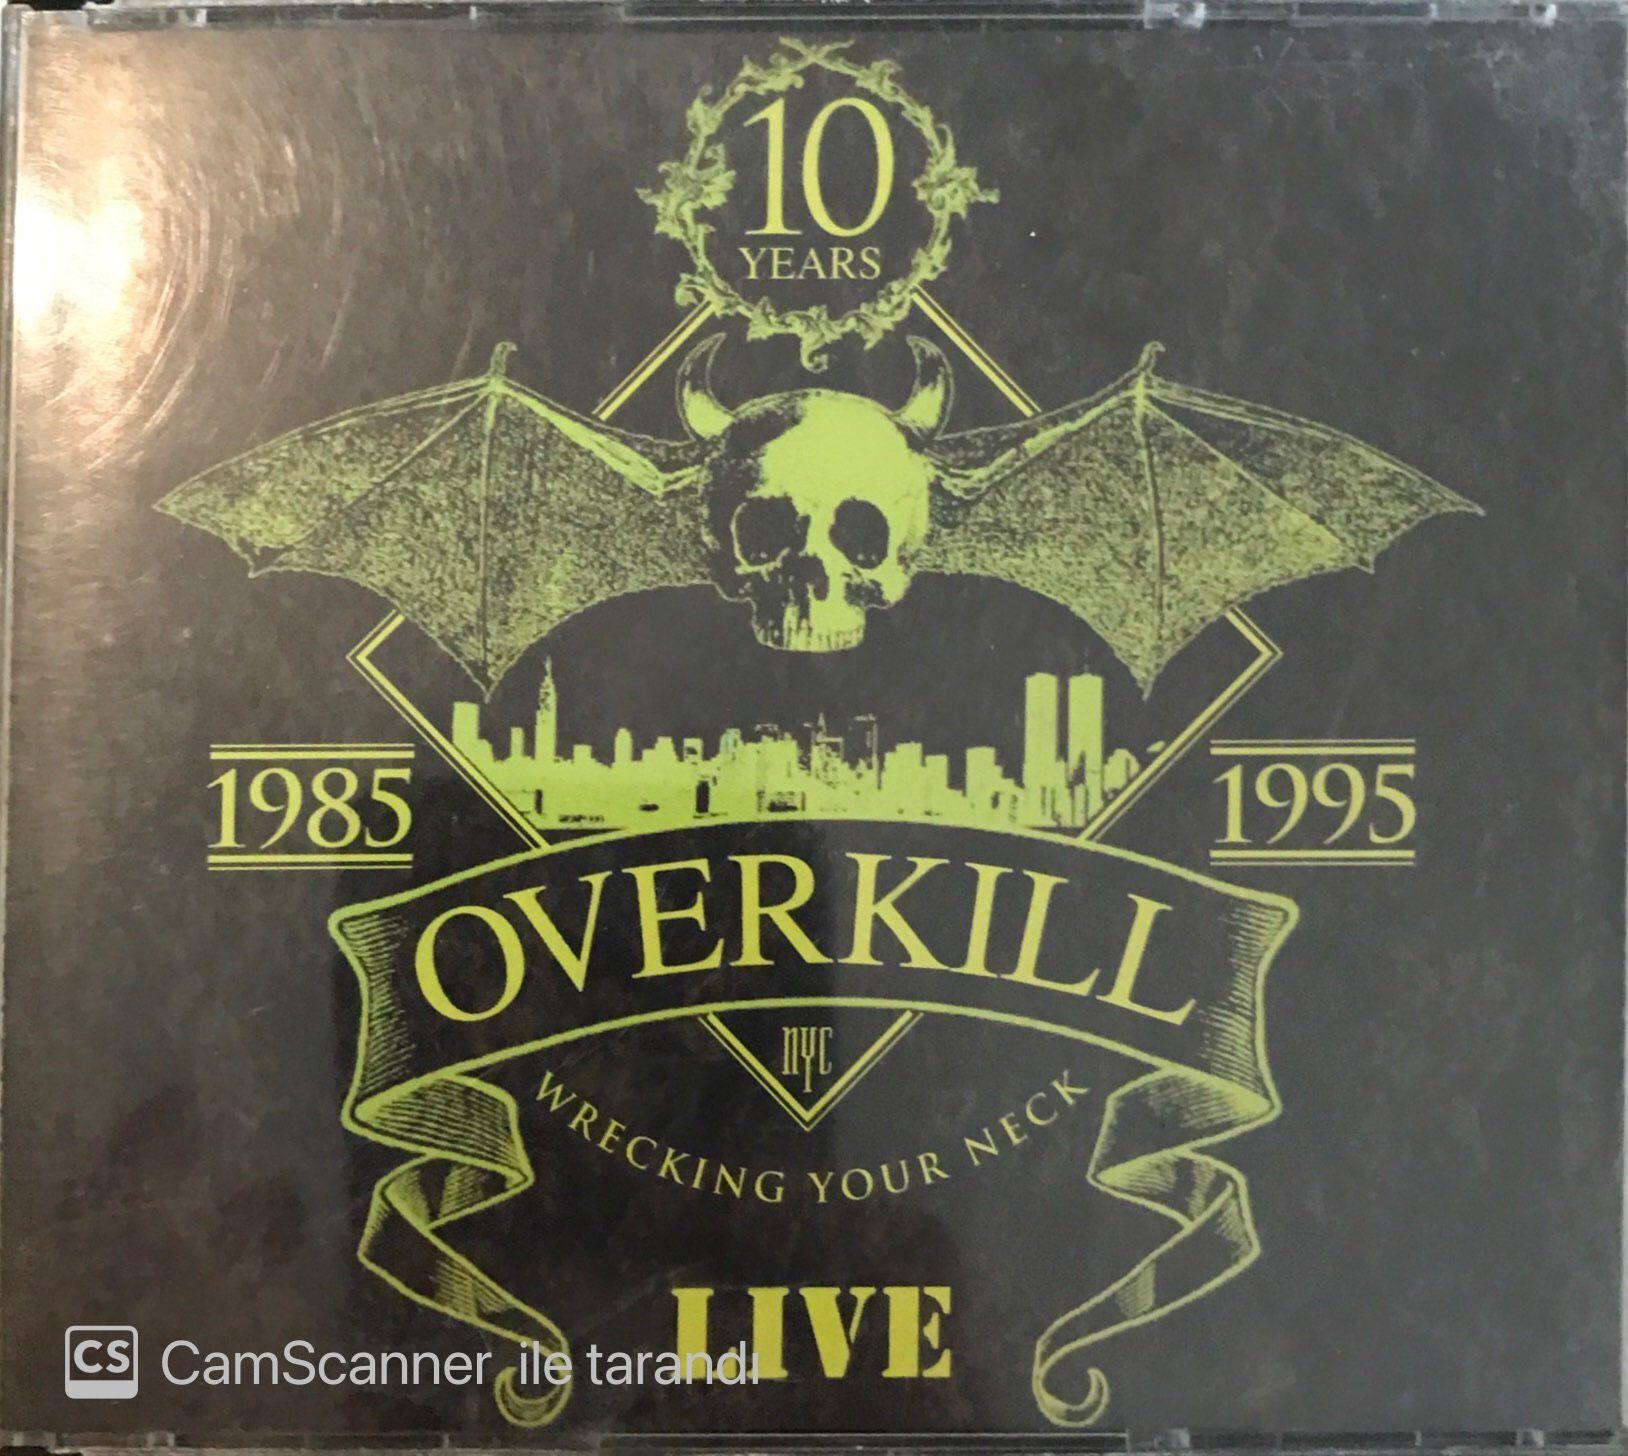 10
YEARS
1985
1995
OVERKILL
NYC
WRECKING YOUR NECK
LIVE
CS CamScanner ile tarandı